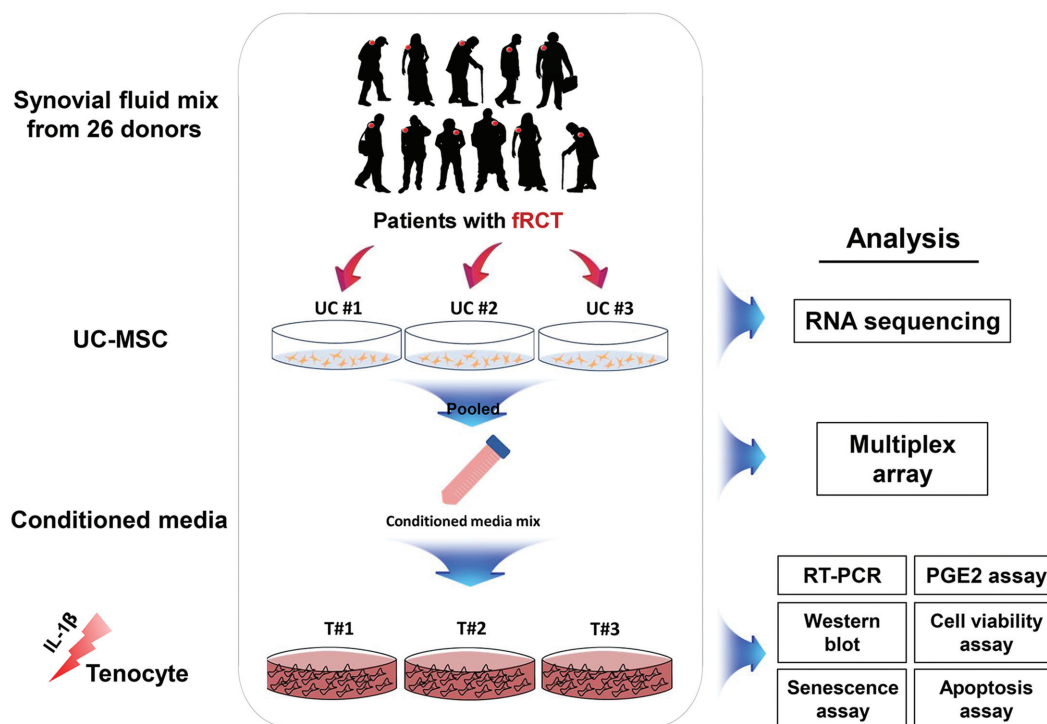 Synovial fluid mix
from 26 donors
Patients with fRCT
Analysis
UC #1
UC #2
UC #3
RNA sequencing
UC-MSC
Pooled
Multiplex
array
Conditioned media
Conditioned media mix
RT-PCR
PGE2 assay
IL-1β
Tenocyte
T#1
T#2
T#3
Western
blot
Cell viability
assay
Senescence
assay
Apoptosis
assay